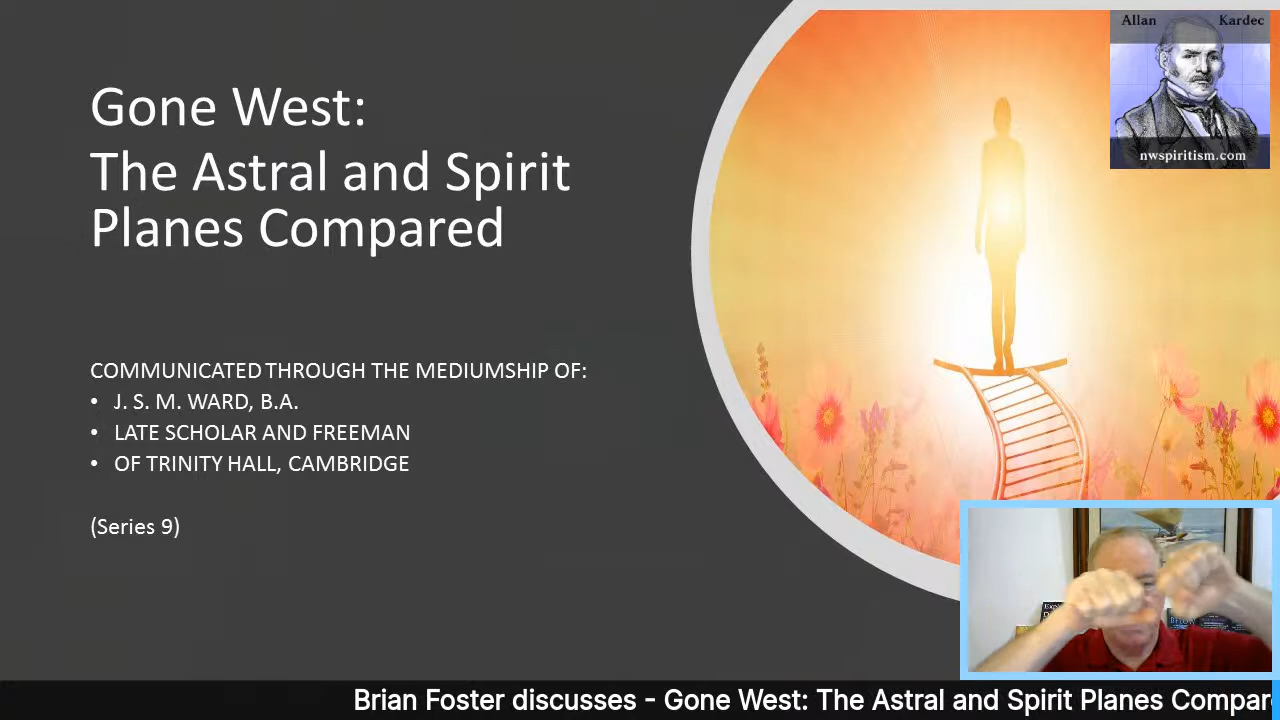 Gone West:
The Astral and Spirit
Planes Compared
COMMUNICATED THROUGH THE MEDIUMSHIP OF:
• J. S. M. WARD, B.A.
• LATE SCHOLAR AND FREEMAN
• OF TRINITY HALL, CAMBRIDGE
(Series 9)
Allan Kardec
nwspiritism.com
BELOW
Brian Foster discusses - Gone West: The Astral and Spirit Planes Compar